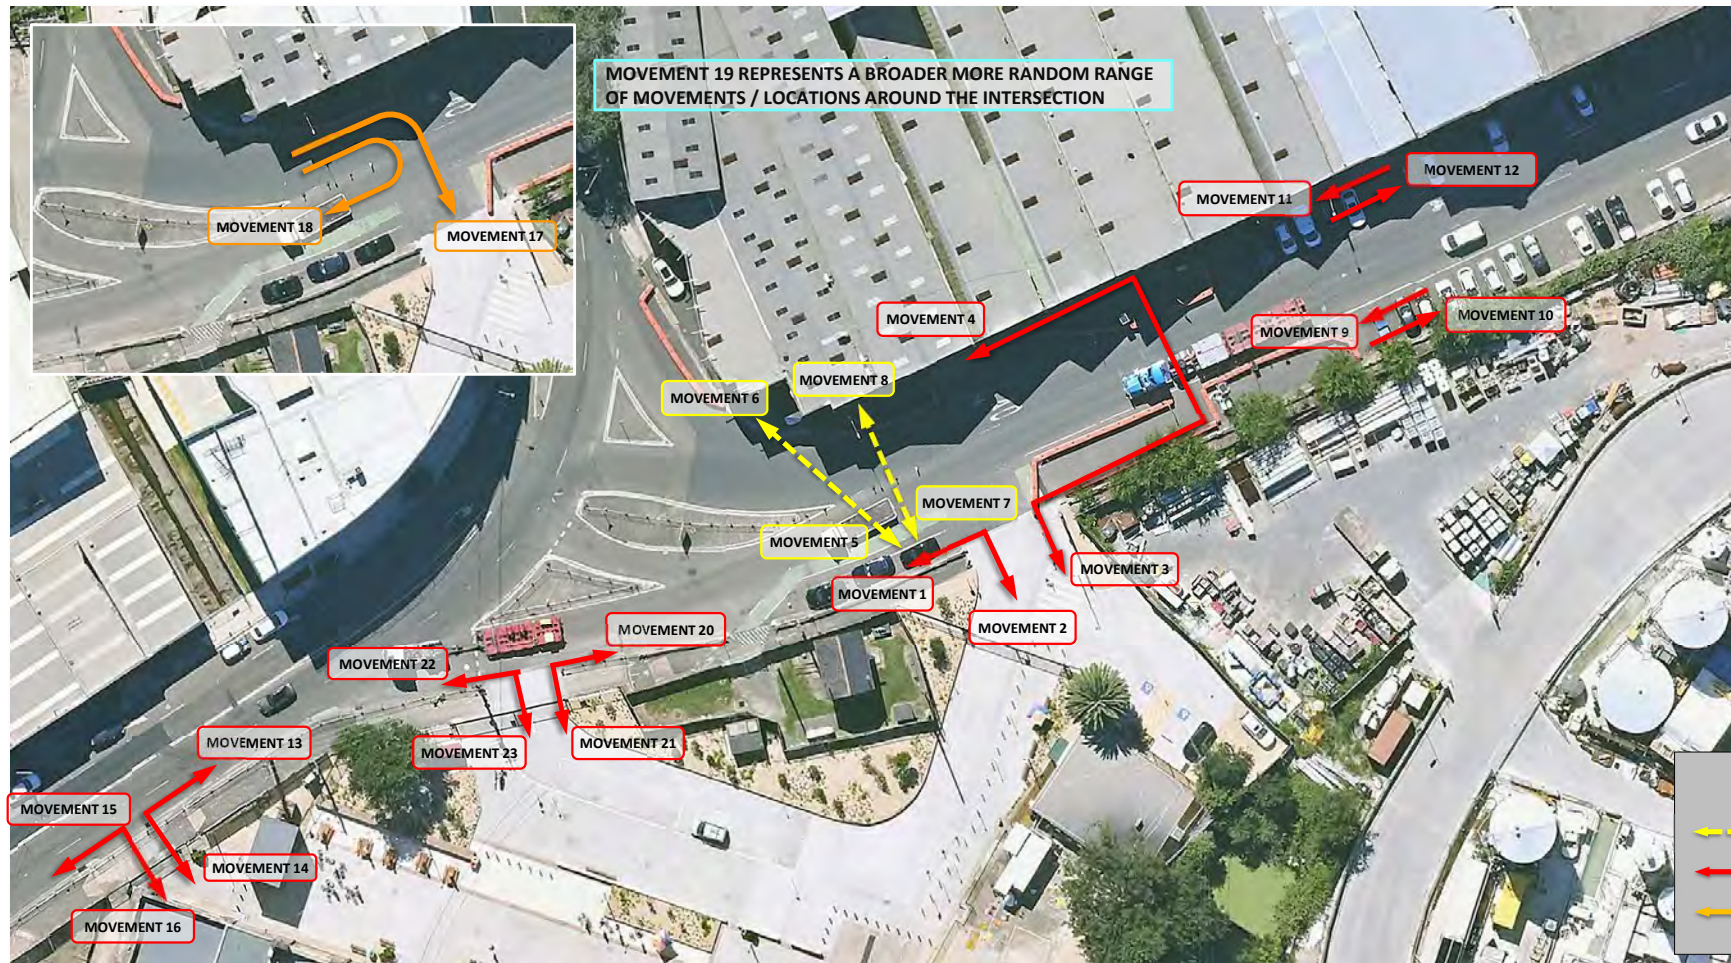 MOVEMENT 19 REPRESENTS A BROADER MORE RANDOM RANGE
OF MOVEMENTS / LOCATIONS AROUND THE INTERSECTION
MOVEMENT 18
MOVEMENT 17
MOVEMENT 12
MOVEMENT 11
MOVEMENT 4
MOVEMENT 9
MOVEMENT 10
MOVEMENT 8
MOVEMENT 6
MOVEMENT 7
MOVEMENT 5
MOVEMENT 3
MOVEMENT 1
MOVEMENT 2
MOVEMENT 20
MOVEMENT 22
MOVEMENT 13
MOVEMENT 23
MOVEMENT 21
MOVEMENT 15
MOVEMENT 14
MOVEMENT 16